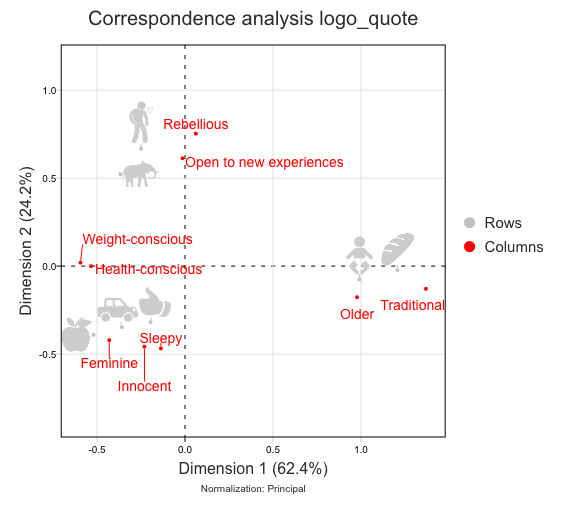 Correspondence analysis logo_quote
Dimension 2 (24.2%)
1.0
0.5
0.0
-0.5
Rebellious
Open to new experiences
Weight-conscious
Health-conscious
Traditional
Older
Sleepy
Feminine
Innocent
Rows
Columns
-0.5
0.0
0.5
1.0
Dimension 1 (62.4%)
Normalization: Principal